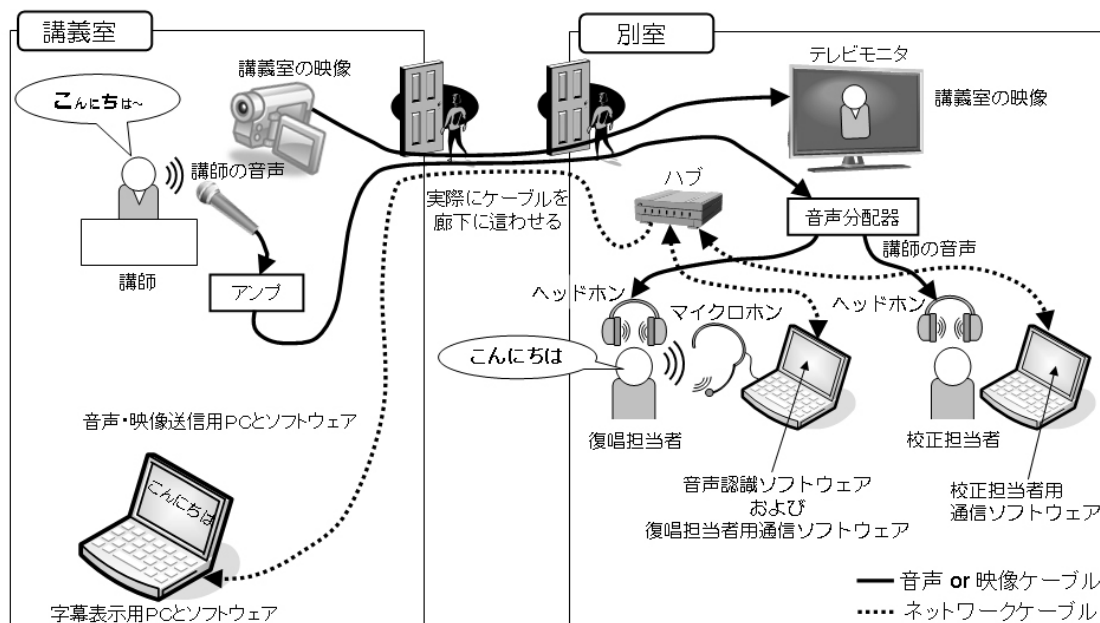 講義室
別室
こんにちは~
講義室の映像
講師の音声
講師
アンプ
実際にケーブルを
廊下に這わせる
テレビモニタ
講義室の映像
ハブ
音声分配器
講師の音声
ヘッドホン
マイクロホン
ヘッドホン
こんにちは
復唱担当者
校正担当者
音声・映像送信用PCとソフトウェア
こんにちは
字幕表示用PCとソフトウェア
音声認識ソフトウェア
および
復唱担当者用通信ソフトウェア
校正担当者用
通信ソフトウェア
音声 or 映像ケーブル
ネットワークケーブル